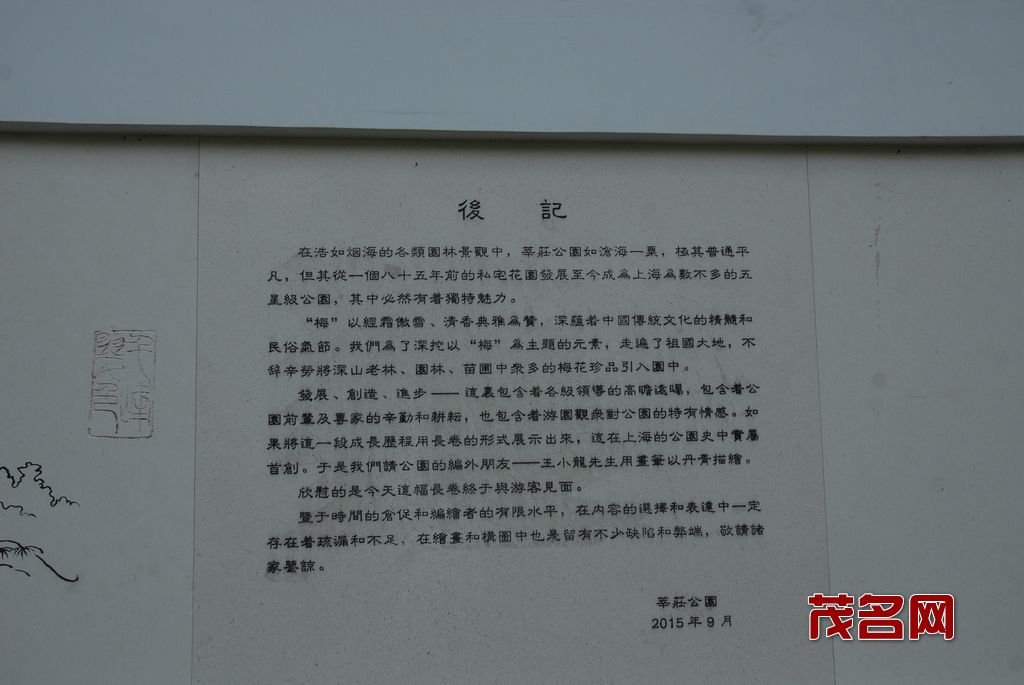 後 記
在浩如烟海的各類園林景觀中，莘莊公園如滄海一粟，極其普通平
凡，但其從一個八十五年前的私宅花園發展至今成為上海為數不多的五
星級公園，其中必然有着獨特魅力。
“梅”以經霜傲雪、清香典雅為贊，深蘊着中國傳統文化的精髓和
民俗氣節。我們為了深挖以“梅”為主題的元素，走遍了祖國大地，不
辞辛勞將深山老林、園林、苗圃中衆多的梅花珍品引入園中。
發展、創造、進步——這裏包含着各級領導的高瞻遠矚，包含着公
園前輩及專家的辛勤和耕耘，也包含着游園觀衆對公園的特有情感。如
果將這一段成長歷程用長卷的形式展示出來，這在上海的公園史中實屬
首創。于是我們請公園的編外朋友——王小龍先生用畫筆以丹青描繪。
欣慰的是今天這幅長卷終于與游客見面。
暨于時間的倉促和編繪者的有限水平，在内容的選擇和表達中一定
存在着疏漏和不足，在繪畫和構圖中也是留有不少缺陷和弊端，敬請諸
家鑒諒。
莘莊公園
2015年9月
茂名网